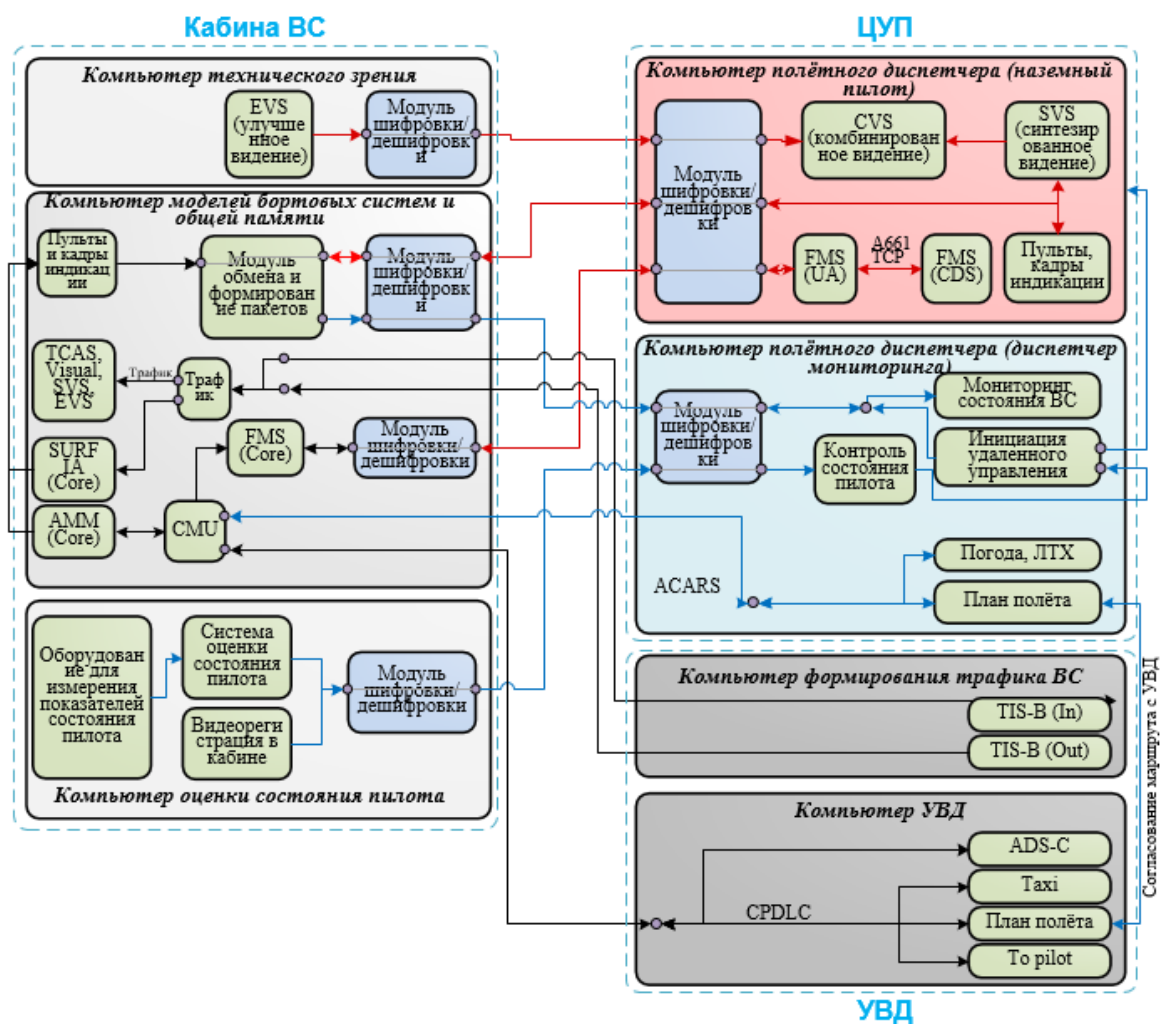 Кабина ВС
Компьютер технического зрения
EVS
(улучше
нное
видение)
Модуль
шифровки/
дешифровк
и
Компьютер моделей бортовых систем и
общей памяти
Пульты
и кадры
индикац
ии
Модуль
обмена и
формирован
ие пакетов
Модуль
шифровки/
дешифровк
и
TCAS,
Visual,
SVS,
EVS
Трафик
Траф
ик
SURF
IA
(Core)
FMS
(Core)
Модуль
шифровки/
дешифровки
AMM
(Core)
CMU
Оборудован
ие для
измерения
показателей
состояния
пилота
Система
оценки
состояния
пилота
Видеореги
страция в
кабине
Модуль
шифровки/
дешифровки
Компьютер оценки состояния пилота
ЦУП
Компьютер полётного диспетчера (наземный
пилот)
Модуль
шифровки/
дешифровк
и
CVS
(комбинирован
ное видение)
SVS
(синтезир
ованное
видение)
FMS
(UA)
A661
TCP
FMS
(CDS)
Пульты,
кадры
индикации
Компьютер полётного диспетчера (диспетчер
мониторинга)
Модуль
шифровки/
дешифров
ки
Мониторинг
состояния ВС
Контроль
состояния
пилота
Инициация
удаленного
управления
ACARS
Погода, ЛТХ
План полёта
Компьютер формирования трафика ВС
TIS-B (In)
TIS-B (Out)
Компьютер УВД
ADS-C
Taxi
CPDLC
План полёта
To pilot
Согласование маршрута с УВД
УВД